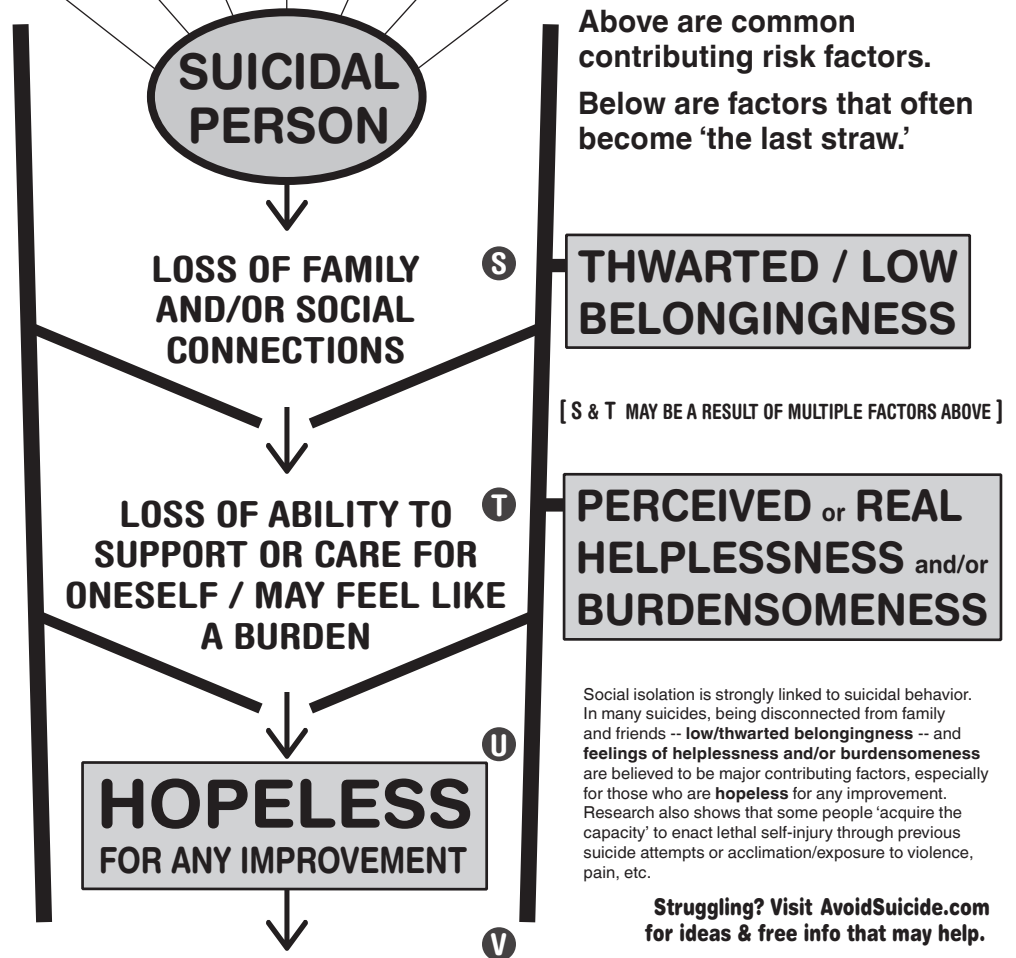 SUICIDAL
PERSON
Above are common
contributing risk factors.
Below are factors that often
become ‘the last straw.’
LOSS OF FAMILY
AND/OR SOCIAL
CONNECTIONS
S
THWARTED / LOW
BELONGINGNESS
[ S & T MAY BE A RESULT OF MULTIPLE FACTORS ABOVE ]
LOSS OF ABILITY TO
SUPPORT OR CARE FOR
ONESELF / MAY FEEL LIKE
A BURDEN
T
PERCEIVED or REAL
HELPLESSNESS and/or
BURDENSOMENESS
U
HOPELESS
FOR ANY IMPROVEMENT
Social isolation is strongly linked to suicidal behavior.
In many suicides, being disconnected from family
and friends -- low/thwarted belongingness -- and
feelings of helplessness and/or burdensomeness
are believed to be major contributing factors, especially
for those who are hopeless for any improvement.
Research also shows that some people ‘acquire the
capacity’ to enact lethal self-injury through previous
suicide attempts or acclimation/exposure to violence,
pain, etc.
Struggling? Visit AvoidSuicide.com
for ideas & free info that may help.
V